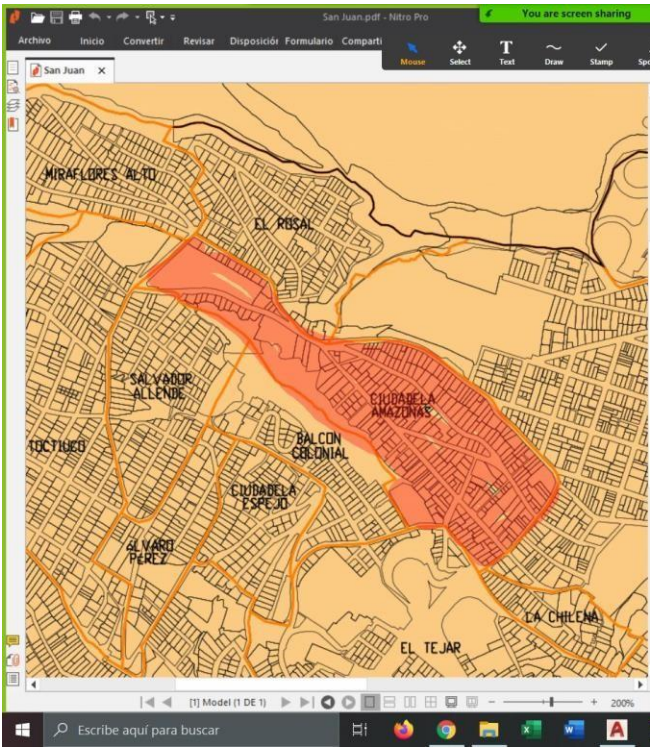 San Juan.pdf - Nitro Pro
You are screen sharing
Archivo Inicio Convertir Revisar Disposición Formulario Comparti
Mouse Select Text Draw Stamp Spo
San Juan X
MIRAFLORES ALTO
EL ROSAL
SALVADOR
ALLENDE
CIUDADELA
AMAZONAS
TOCTIUCO
BALCON
COLONIAL
CIUDADELA
ESPEJO
ALVARO
PEREZ
LA CHILENA
EL TEJAR
[1] Model (1 DE 1)
200%
Escribe aquí para buscar